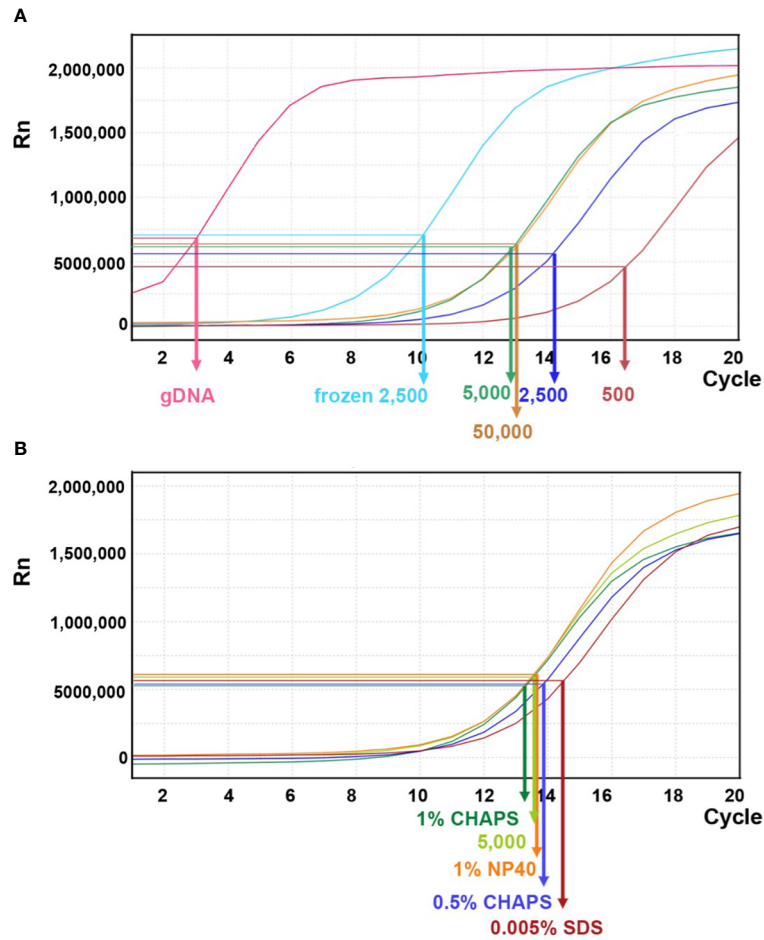 A
2,000,000
1,500,000
1,000,000
5000,000
0
Rn
2 4 6 8 10 12 14 16 18 20
Cycle
gDNA frozen 2,500 5,000 2,500 500
50,000
B
2,000,000
1,500,000
1,000,000
5000,000
0
Rn
2 4 6 8 10 12 14 16 18 20
Cycle
1% CHAPS
5,000
1% NP40
0.5% CHAPS
0.005% SDS